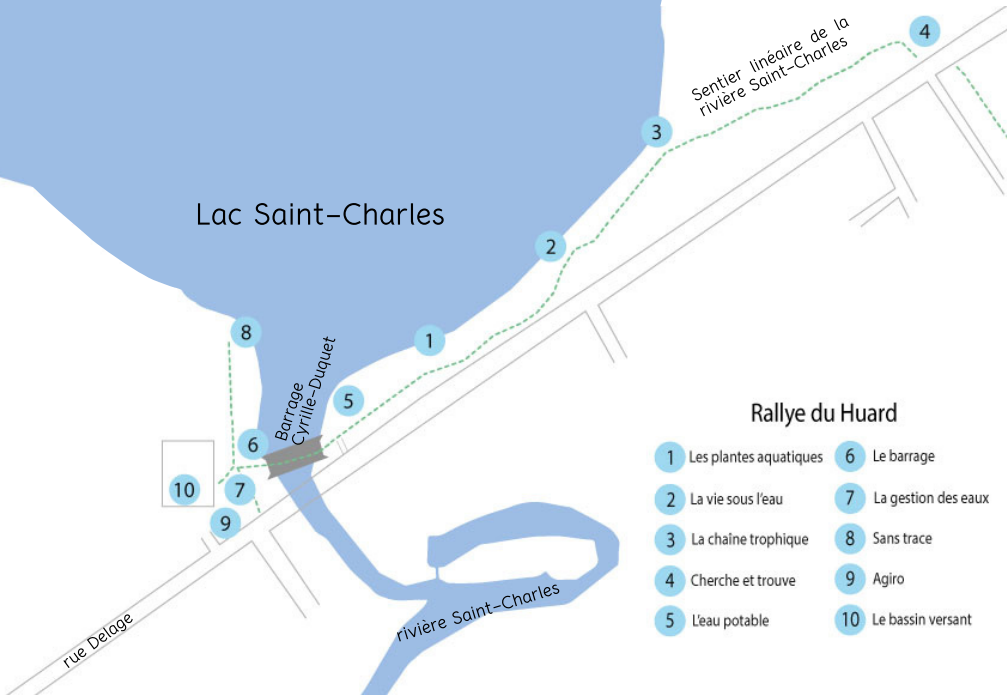 Sentier linéaire de la
rivière Saint-Charles
4
3
Lac Saint-Charles
2
8
1
Barrage
Cyrille-Duquet
5
6
10
7
9
rivière Saint-Charles
rue Delage
Rallye du Huard
1 Les plantes aquatiques
2 La vie sous l'eau
3 La chaîne trophique
4 Cherche et trouve
5 L'eau potable
6 Le barrage
7 La gestion des eaux
8 Sans trace
9 Agiro
10 Le bassin versant